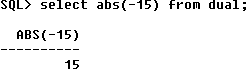 SQL> select abs(-15) from dual;
ABS(-15)
----------
15